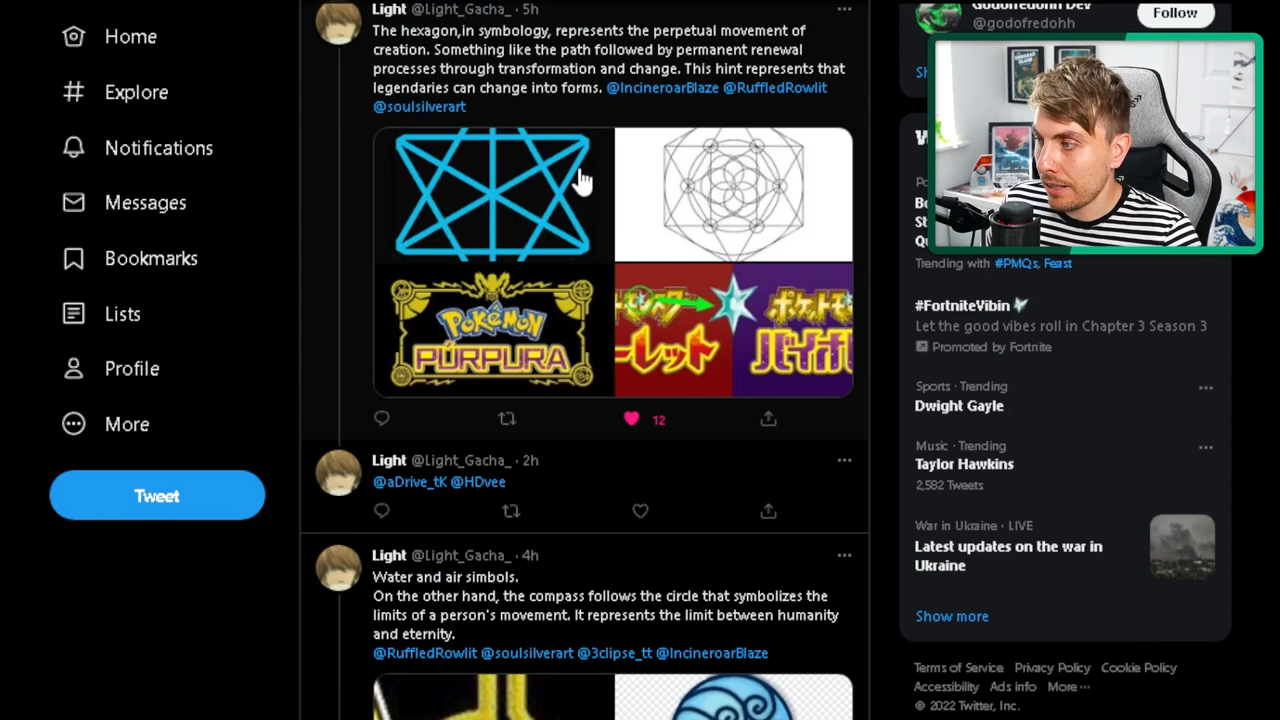 Home
Explore
Notifications
Messages
Bookmarks
Lists
Profile
More
Tweet
Light @Light_Gacha_ · 5h
The hexagon,in symbology, represents the perpetual movement of
creation. Something like the path followed by permanent renewal
processes through transformation and change. This hint represents that
legendaries can change into forms. @IncineroarBlaze @RuffledRowlit
@soulsilverart
POKéMON
PÚRPURA
ーレット
12
Light @Light_Gacha_ · 2h
@aDrive_tK @HDvee
Light @Light_Gacha_ · 4h
Water and air simbols.
On the other hand, the compass follows the circle that symbolizes the
limits of a person's movement. It represents the limit between humanity
and eternity.
@RuffledRowlit @soulsilverart @3clipse_tt @IncineroarBlaze
@godofredohh
Follow
Trending with #PMQs, Feast
#FortniteVibin
Let the good vibes roll in Chapter 3 Season 3
Promoted by Fortnite
Sports · Trending
Dwight Gayle
Music · Trending
Taylor Hawkins
2,582 Tweets
War in Ukraine · LIVE
Latest updates on the war in
Ukraine
Show more
Terms of Service Privacy Policy Cookie Policy
Accessibility Ads info More ···
© 2022 Twitter, Inc.